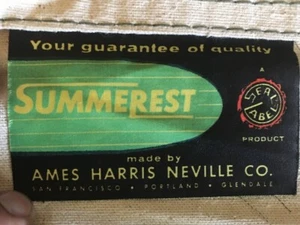 Your guarantee of quality
SUMMEREST
A
SEAL
LABEL
PRODUCT
made by
AMES HARRIS NEVILLE CO.
SAN FRANCISCO · PORTLAND · GLENDALE